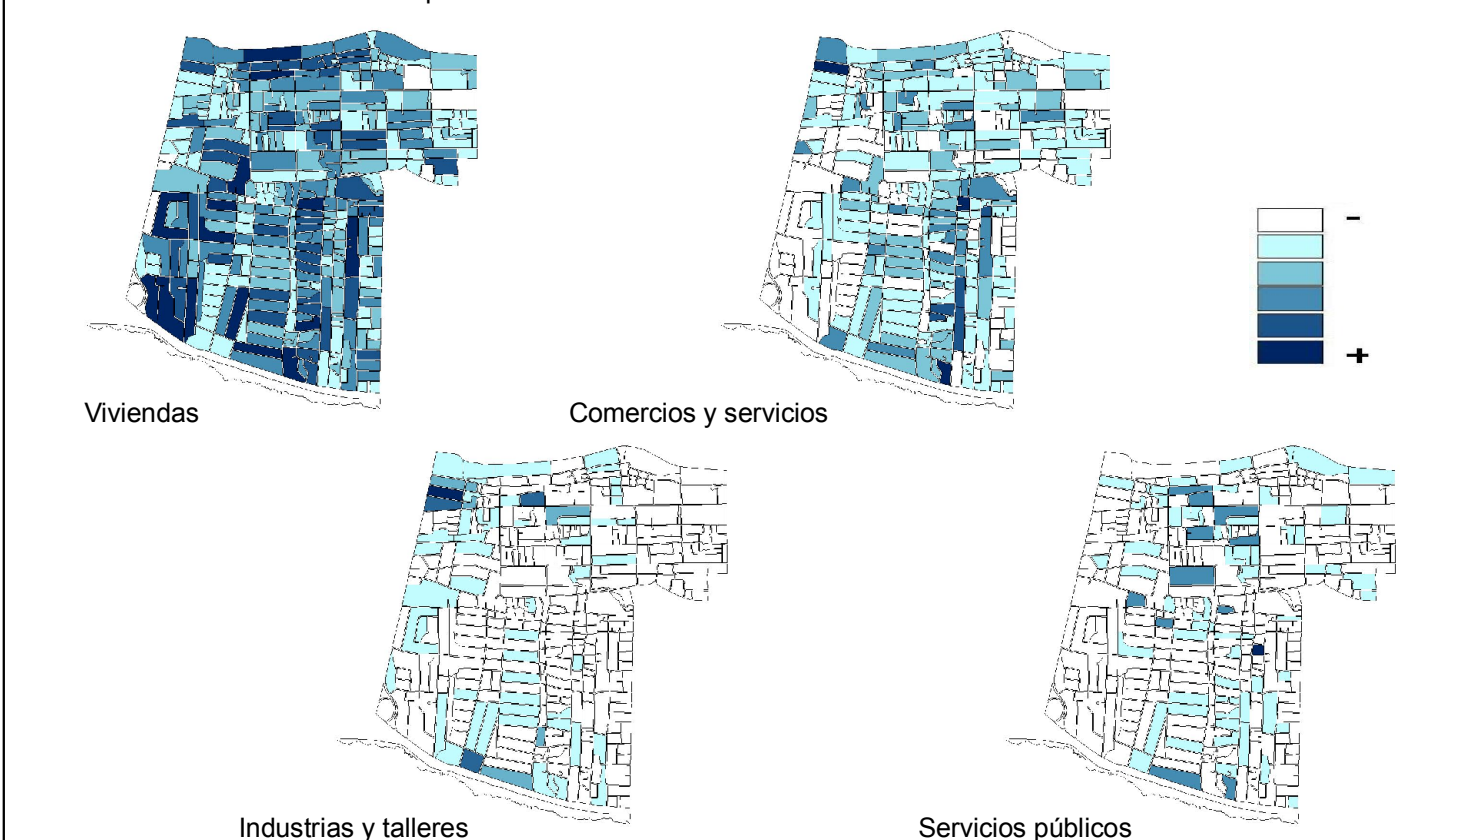 -
+
Viviendas
Comercios y servicios
Industrias y talleres
Servicios públicos